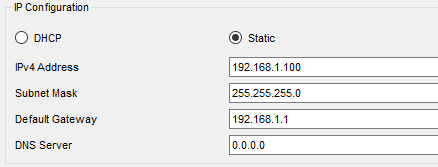 IP Configuration
DHCP
Static
IPv4 Address
192.168.1.100
Subnet Mask
255.255.255.0
Default Gateway
192.168.1.1
DNS Server
0.0.0.0